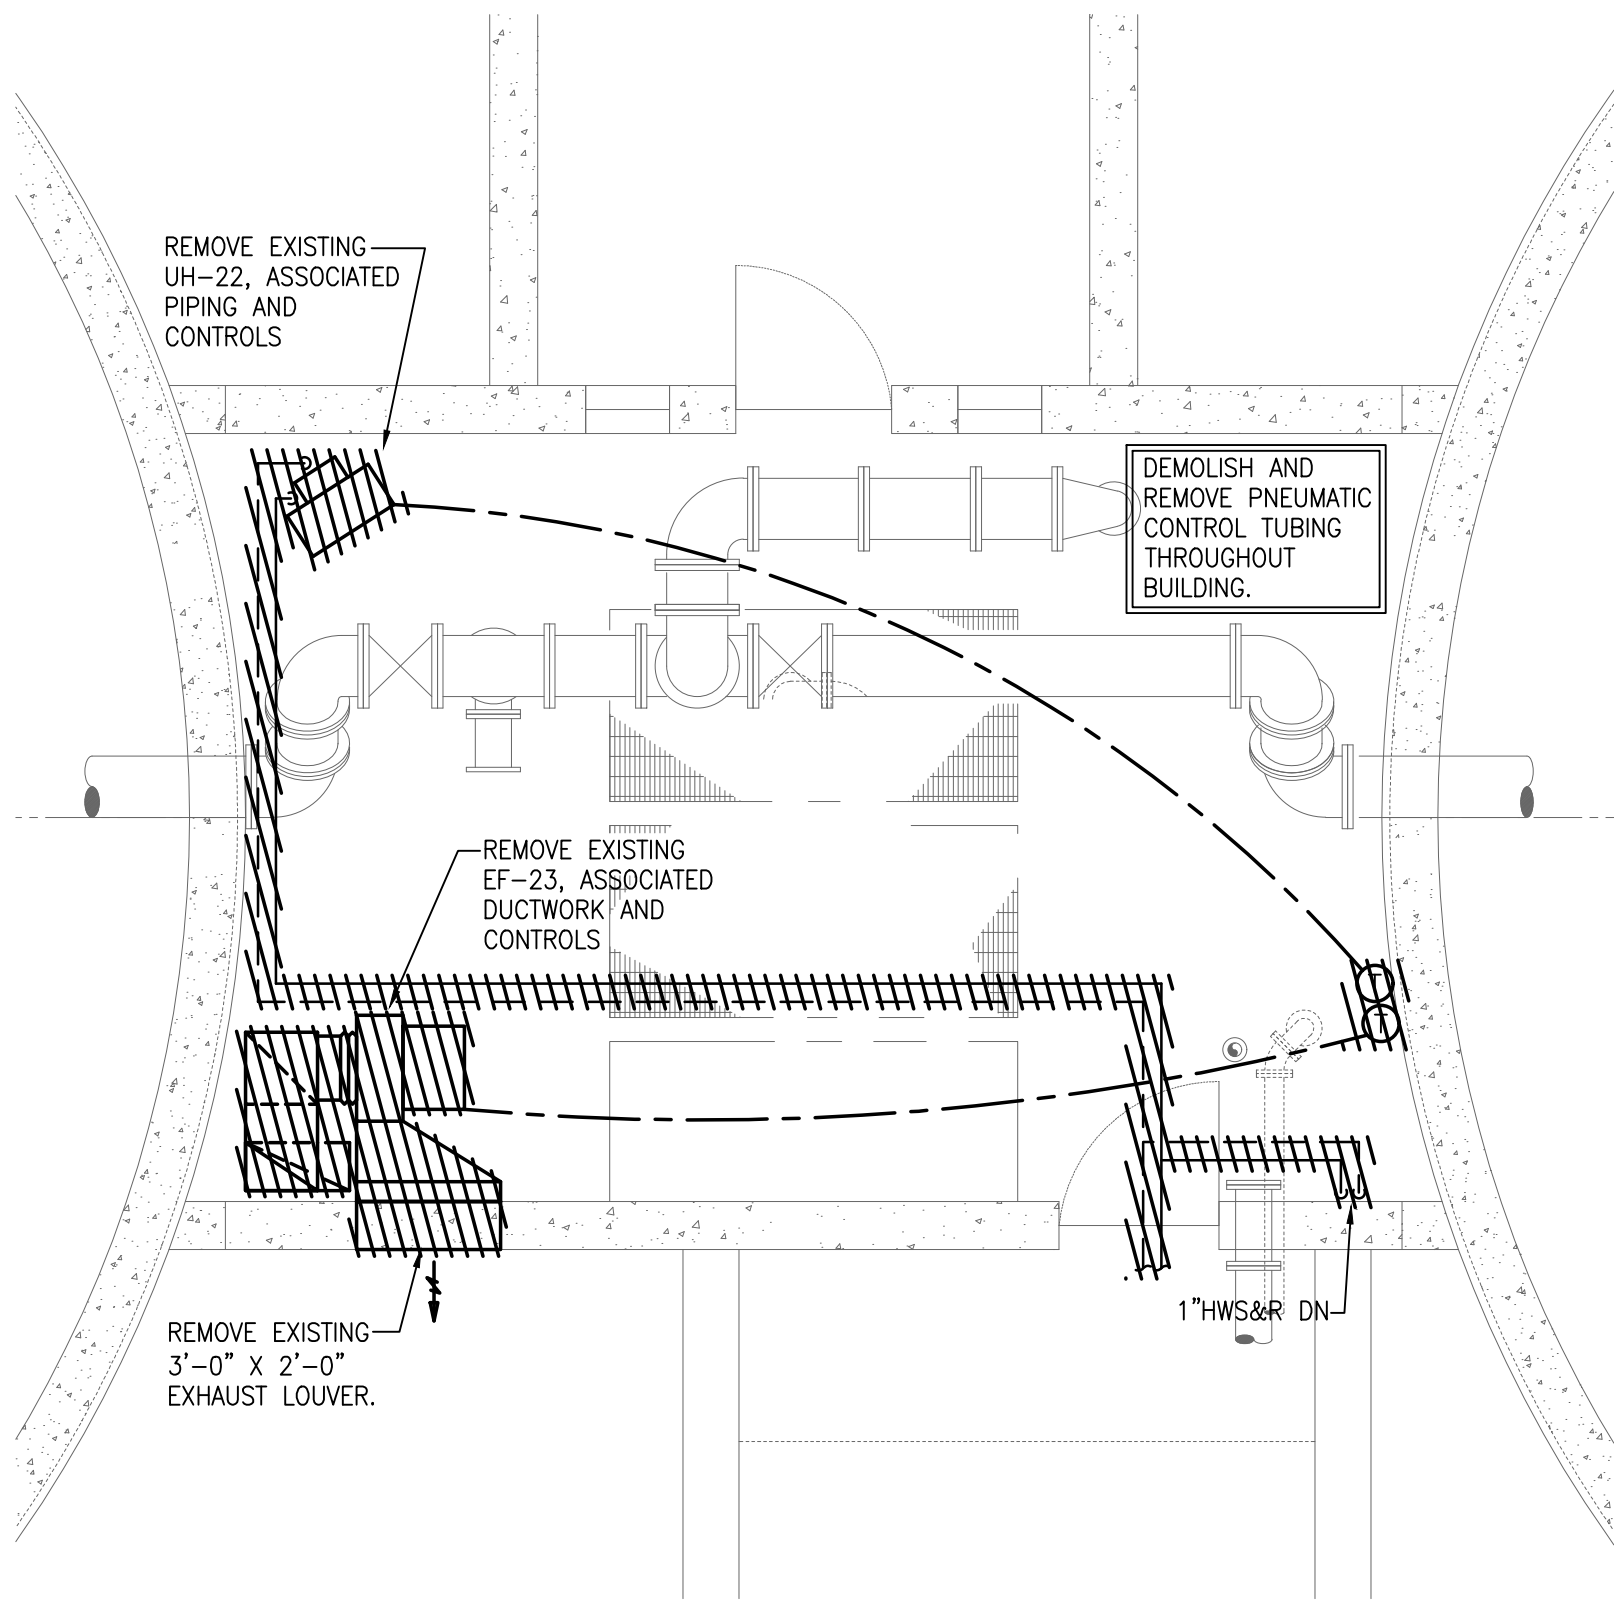 REMOVE EXISTING
UH-22, ASSOCIATED
PIPING AND
CONTROLS
DEMOLISH AND
REMOVE PNEUMATIC
CONTROL TUBING
THROUGHOUT
BUILDING.
REMOVE EXISTING
EF-23, ASSOCIATED
DUCTWORK AND
CONTROLS
T
T
1"HWS&R DN
REMOVE EXISTING
3'-0" X 2'-0"
EXHAUST LOUVER.